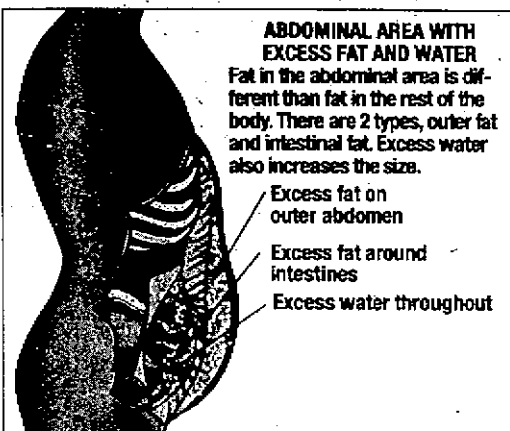 ABDOMINAL AREA WITH
EXCESS FAT AND WATER
Fat in the abdominal area is dif-
ferent than fat in the rest of the
body. There are 2 types, outer fat
and intestinal fat. Excess water
also increases the size.
Excess fat on
outer abdomen
Excess fat around
intestines
Excess water throughout